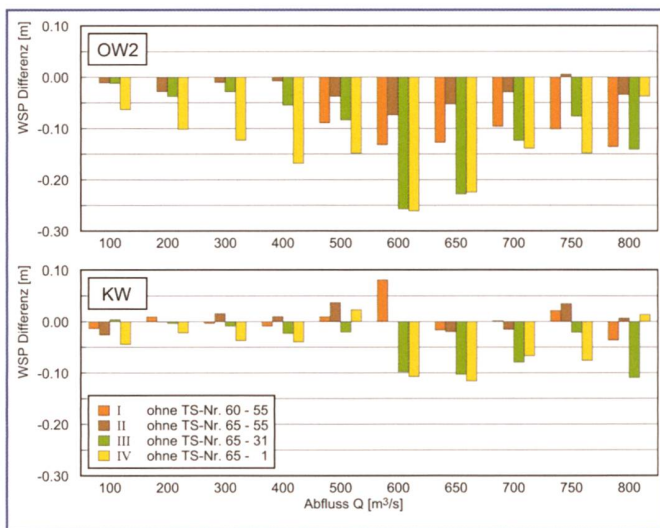 OW2
WSP Differenz [m]
0.10
0.00
-0.10
-0.20
-0.30
100 200 300 400 500 600 650 700 750 800
KW
WSP Differenz [m]
0.10
0.00
-0.10
-0.20
-0.30
I ohne TS-Nr. 60 - 55
II ohne TS-Nr. 65 - 55
III ohne TS-Nr. 65 - 31
IV ohne TS-Nr. 65 - 1
100 200 300 400 500 600 650 700 750 800
Abfluss Q [m³/s]